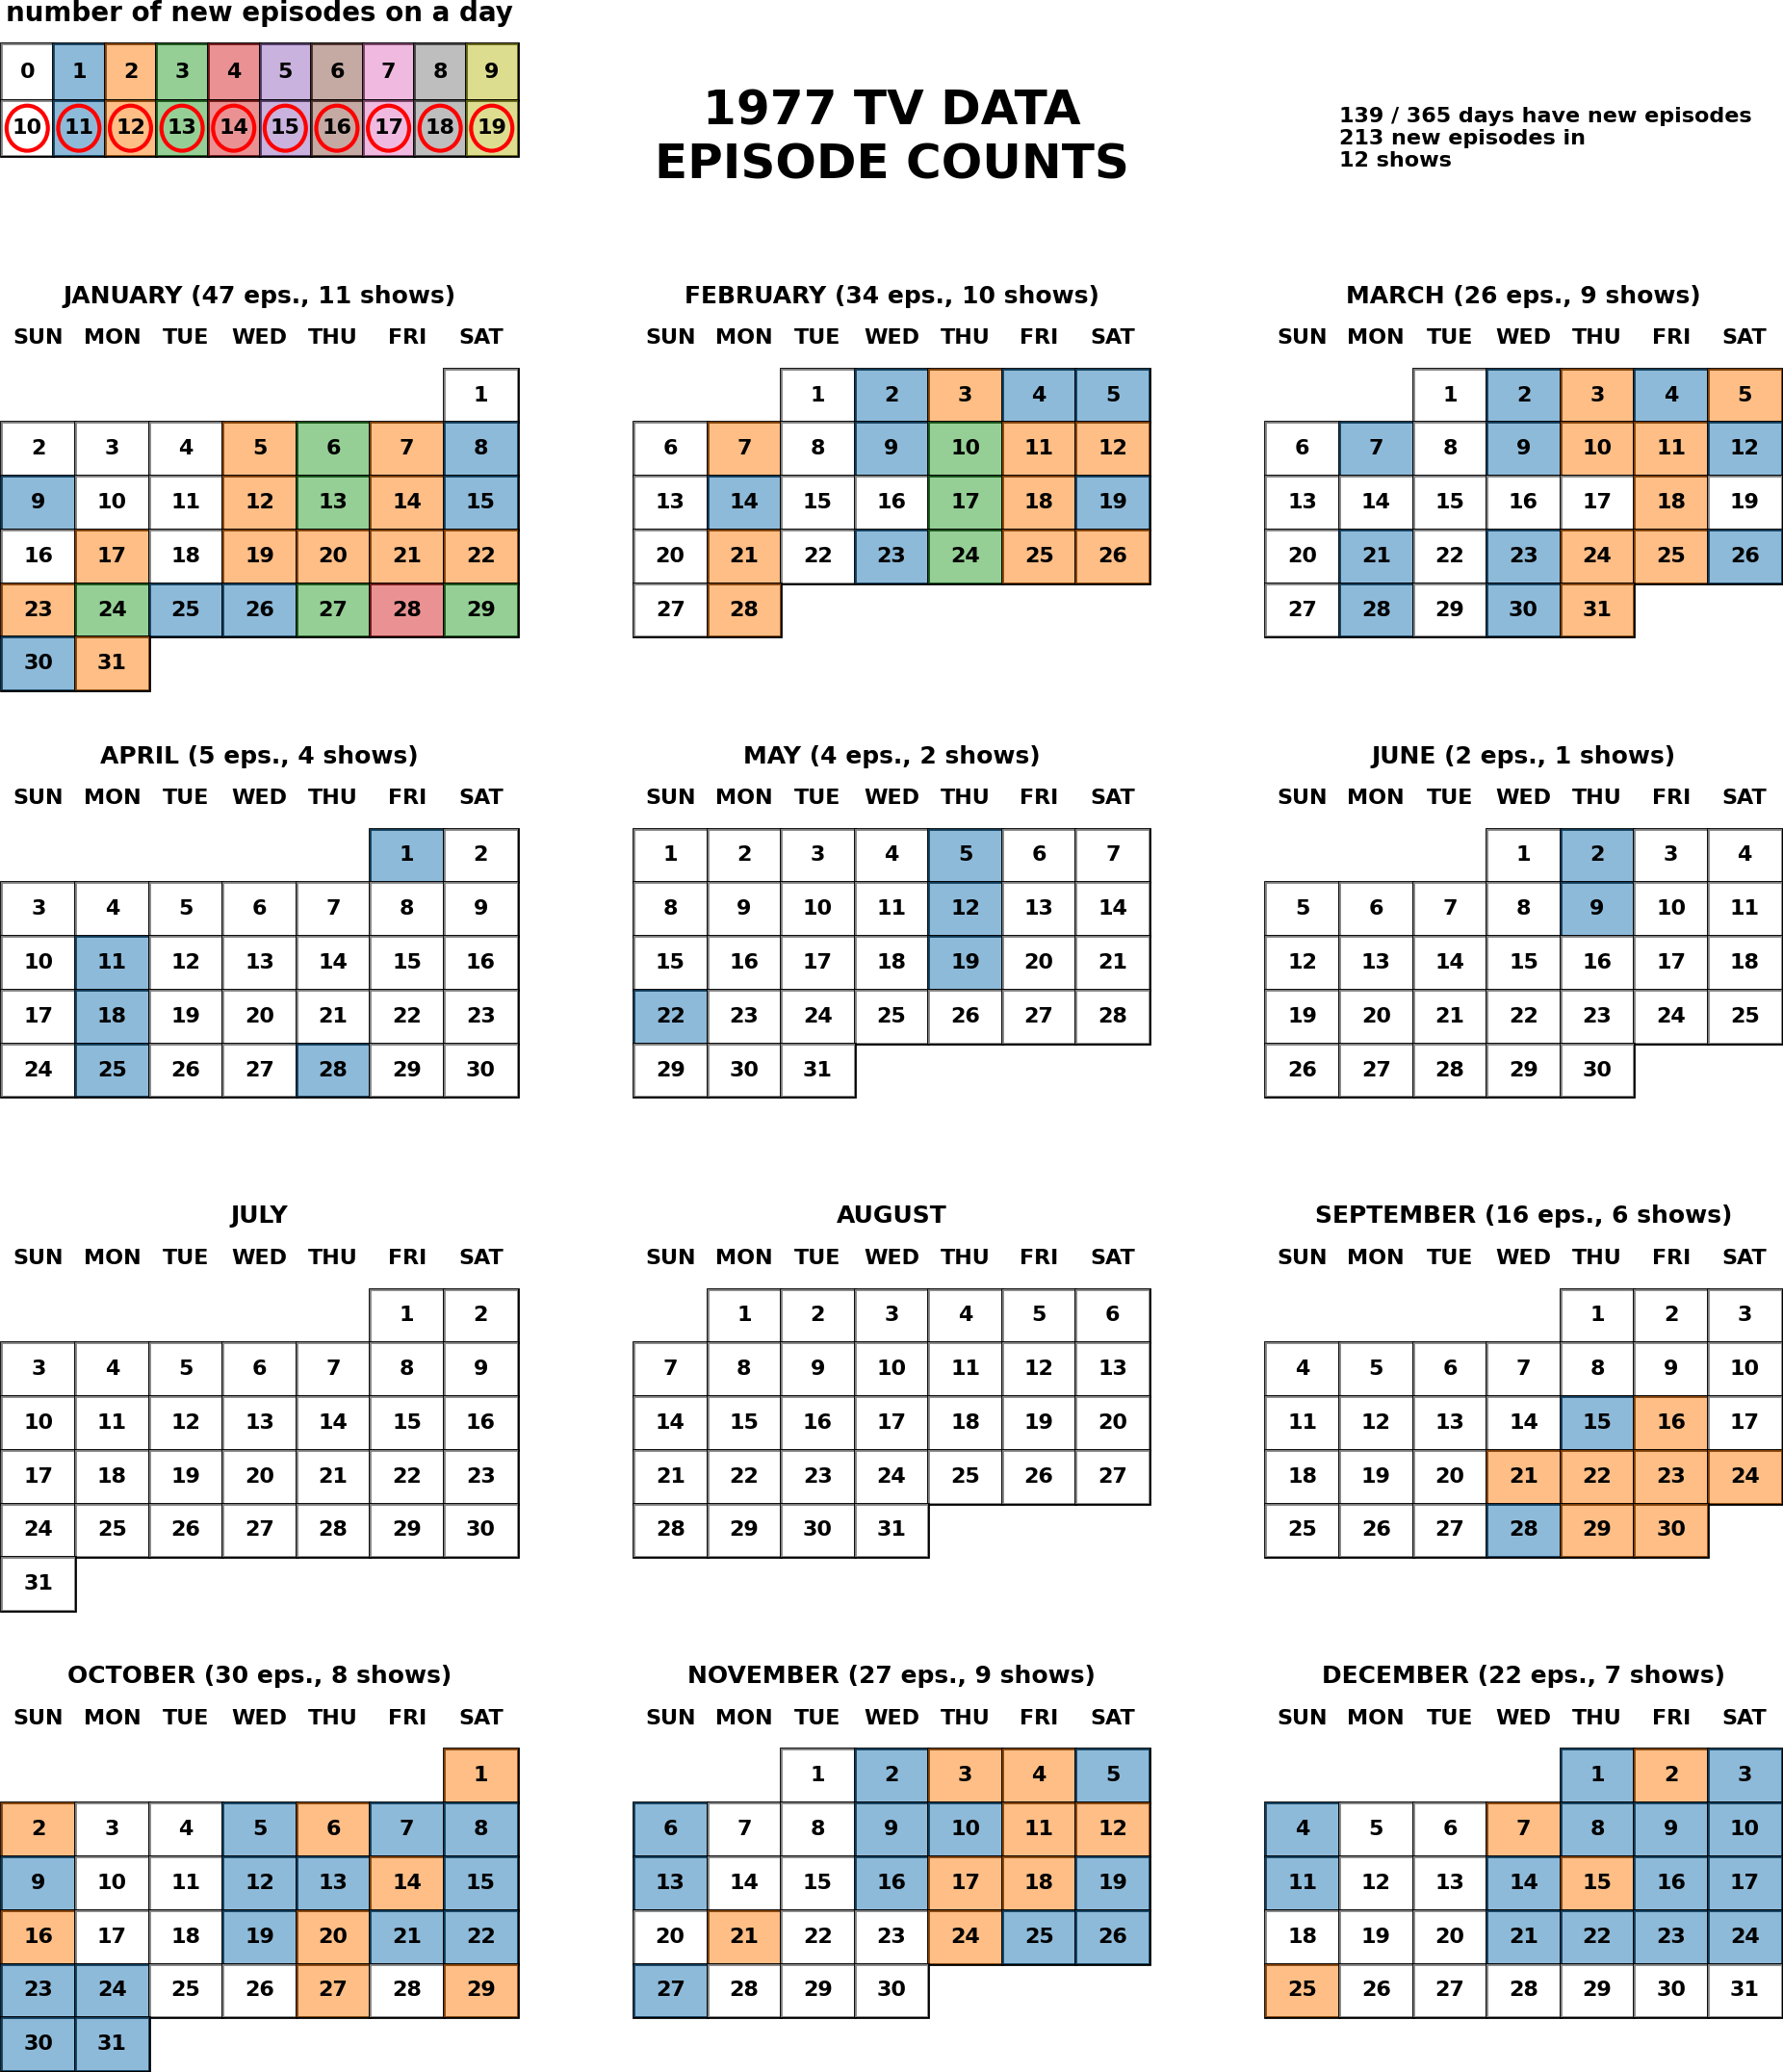 number of new episodes on a day
0 1 2 3 4 5 6 7 8 9
10 11 12 13 14 15 16 17 18 19
1977 TV DATA
EPISODE COUNTS
139 / 365 days have new episodes
213 new episodes in
12 shows
JANUARY (47 eps., 11 shows)
SUN MON TUE WED THU FRI SAT
1
2 3 4 5 6 7 8
9 10 11 12 13 14 15
16 17 18 19 20 21 22
23 24 25 26 27 28 29
30 31
FEBRUARY (34 eps., 10 shows)
SUN MON TUE WED THU FRI SAT
1 2 3 4 5
6 7 8 9 10 11 12
13 14 15 16 17 18 19
20 21 22 23 24 25 26
27 28
MARCH (26 eps., 9 shows)
SUN MON TUE WED THU FRI SAT
1 2 3 4 5
6 7 8 9 10 11 12
13 14 15 16 17 18 19
20 21 22 23 24 25 26
27 28 29 30 31
APRIL (5 eps., 4 shows)
SUN MON TUE WED THU FRI SAT
1 2
3 4 5 6 7 8 9
10 11 12 13 14 15 16
17 18 19 20 21 22 23
24 25 26 27 28 29 30
MAY (4 eps., 2 shows)
SUN MON TUE WED THU FRI SAT
1 2 3 4 5 6 7
8 9 10 11 12 13 14
15 16 17 18 19 20 21
22 23 24 25 26 27 28
29 30 31
JUNE (2 eps., 1 shows)
SUN MON TUE WED THU FRI SAT
1 2 3 4
5 6 7 8 9 10 11
12 13 14 15 16 17 18
19 20 21 22 23 24 25
26 27 28 29 30
JULY
SUN MON TUE WED THU FRI SAT
1 2
3 4 5 6 7 8 9
10 11 12 13 14 15 16
17 18 19 20 21 22 23
24 25 26 27 28 29 30
31
AUGUST
SUN MON TUE WED THU FRI SAT
1 2 3 4 5 6
7 8 9 10 11 12 13
14 15 16 17 18 19 20
21 22 23 24 25 26 27
28 29 30 31
SEPTEMBER (16 eps., 6 shows)
SUN MON TUE WED THU FRI SAT
1 2 3
4 5 6 7 8 9 10
11 12 13 14 15 16 17
18 19 20 21 22 23 24
25 26 27 28 29 30
OCTOBER (30 eps., 8 shows)
SUN MON TUE WED THU FRI SAT
1
2 3 4 5 6 7 8
9 10 11 12 13 14 15
16 17 18 19 20 21 22
23 24 25 26 27 28 29
30 31
NOVEMBER (27 eps., 9 shows)
SUN MON TUE WED THU FRI SAT
1 2 3 4 5
6 7 8 9 10 11 12
13 14 15 16 17 18 19
20 21 22 23 24 25 26
27 28 29 30
DECEMBER (22 eps., 7 shows)
SUN MON TUE WED THU FRI SAT
1 2 3
4 5 6 7 8 9 10
11 12 13 14 15 16 17
18 19 20 21 22 23 24
25 26 27 28 29 30 31